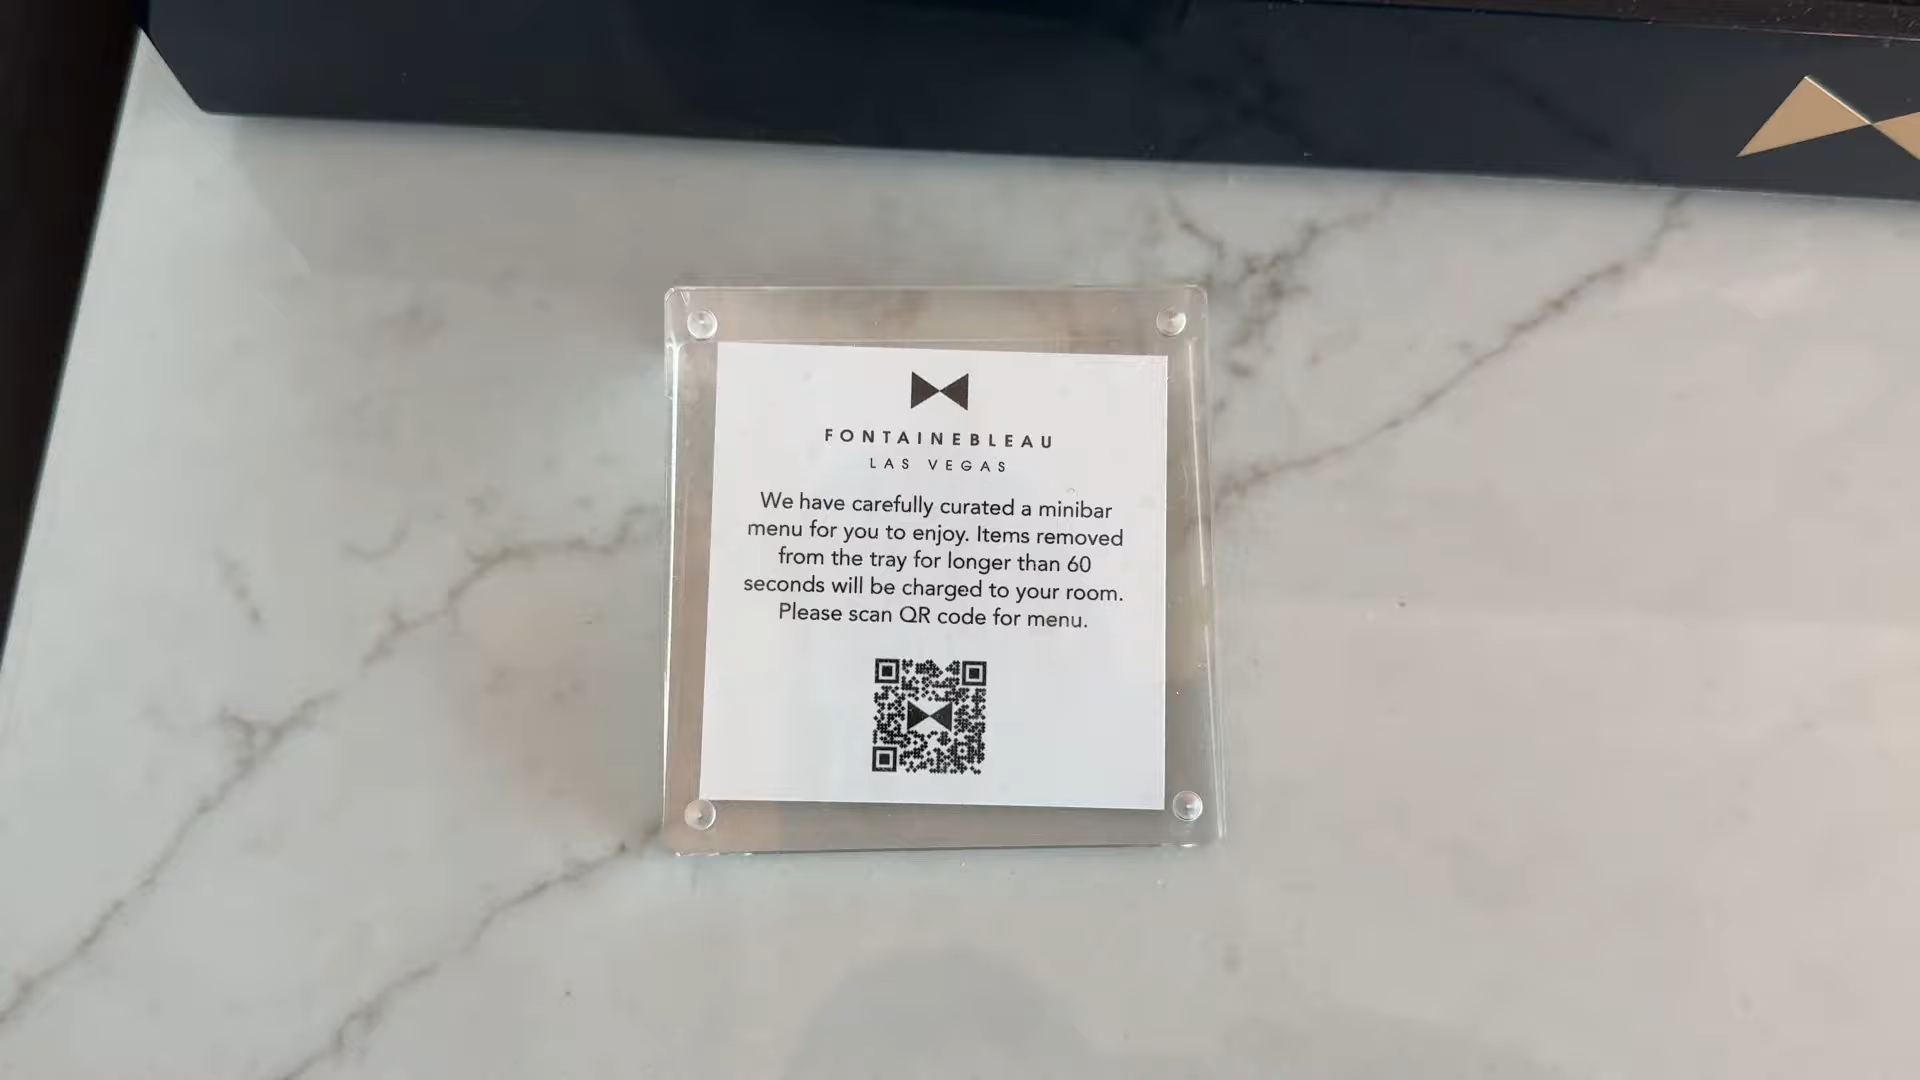 FONTAINEBLEAU
LAS VEGAS
We have carefully curated a minibar
menu for you to enjoy. Items removed
from the tray for longer than 60
seconds will be charged to your room.
Please scan QR code for menu.